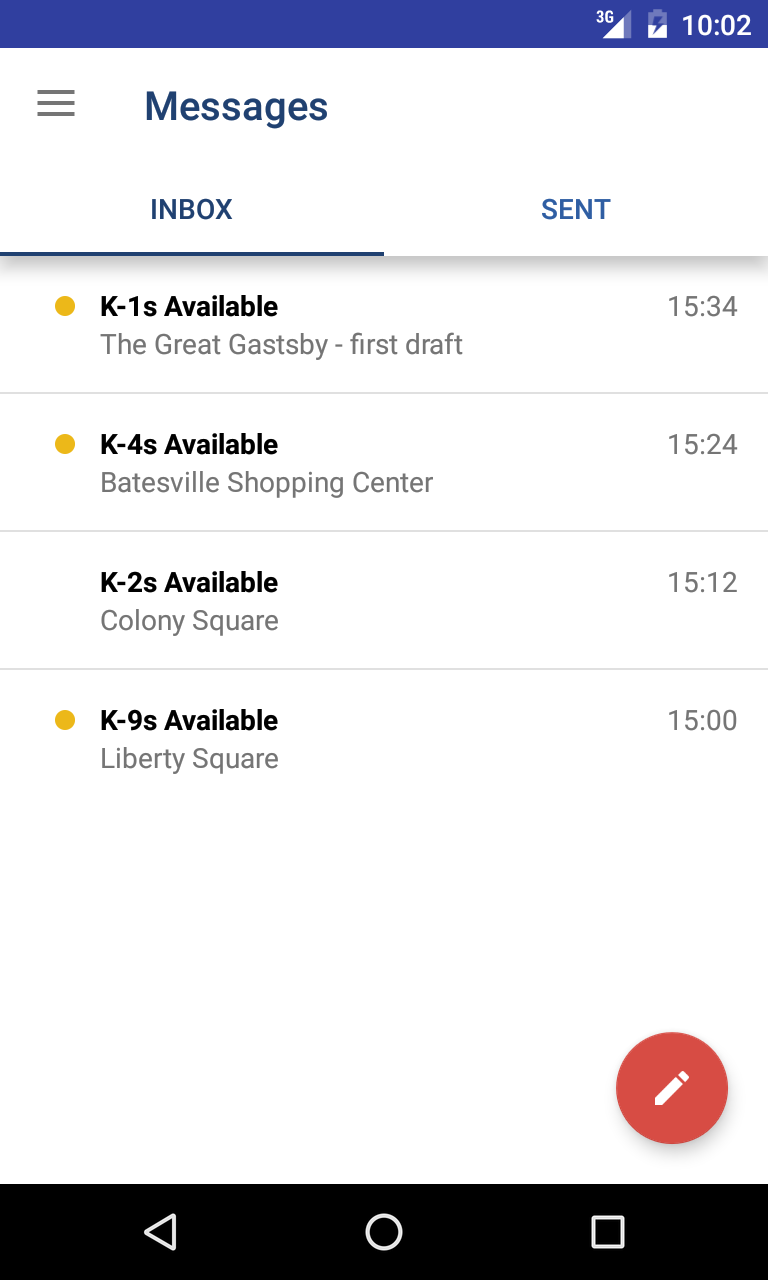 3G 10:02
Messages
INBOX SENT
K-1s Available 15:34
The Great Gastsby - first draft
K-4s Available 15:24
Batesville Shopping Center
K-2s Available 15:12
Colony Square
K-9s Available 15:00
Liberty Square